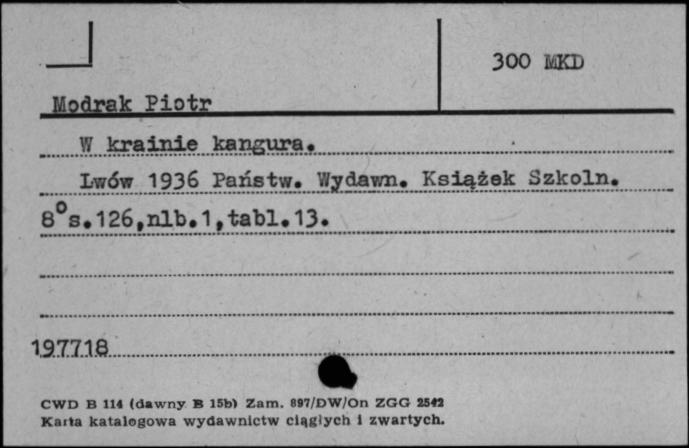 300 MKD
Modrak Piotr
W krainie kangura.
Lwów 1936 Państw. Wydawn. Książek Szkoln.
8° s.126,nlb.1,tabl.13.
197718
CWD B 114 (dawny B 15b) Zam. 897/DW/On ZGG 2542
Karta katalogowa wydawnictw ciągłych i zwartych.